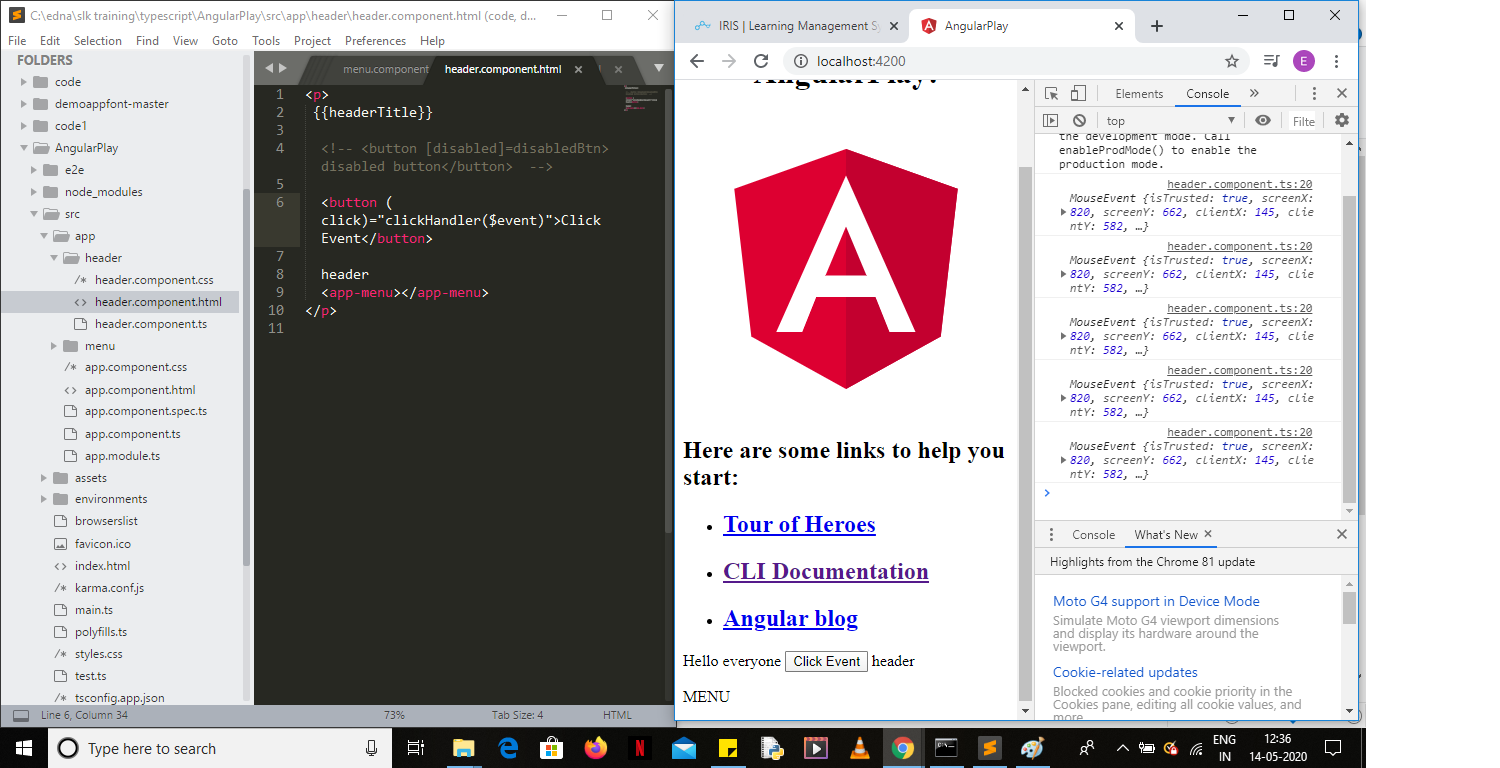 C:\edna\slk training\typescript\AngularPlay\src\app\header\header.component.html (code, d...
File Edit Selection Find View Goto Tools Project Preferences Help
FOLDERS
code
demoappfont-master
code1
AngularPlay
e2e
node_modules
src
app
header
/* header.component.css
<> header.component.html
header.component.ts
menu
/* app.component.css
<> app.component.html
app.component.spec.ts
app.component.ts
app.module.ts
assets
environments
browserslist
favicon.ico
<> index.html
/* karma.conf.js
main.ts
polyfills.ts
/* styles.css
test.ts
/* tsconfig.app.json
menu.component header.component.html
1 <p>
2 {{headerTitle}}
3
4 <!-- <button [disabled]=disabledBtn>
disabled button</button> -->
5
6 <button (
click)="clickHandler($event)">Click
Event</button>
7
8 header
9 <app-menu></app-menu>
10 </p>
11
Line 6, Column 34 73% Tab Size: 4 HTML
IRIS | Learning Management Sy AngularPlay
localhost:4200 E
AngularPlay!
A
Here are some links to help you
start:
• Tour of Heroes
• CLI Documentation
• Angular blog
Hello everyone Click Event header
MENU
Elements Console »
top Filte
the development mode. Call
enableProdMode() to enable the
production mode.
header.component.ts:20
MouseEvent {isTrusted: true, screenX:
820, screenY: 662, clientX: 145, clie
ntY: 582, …}
header.component.ts:20
MouseEvent {isTrusted: true, screenX:
820, screenY: 662, clientX: 145, clie
ntY: 582, …}
header.component.ts:20
MouseEvent {isTrusted: true, screenX:
820, screenY: 662, clientX: 145, clie
ntY: 582, …}
header.component.ts:20
MouseEvent {isTrusted: true, screenX:
820, screenY: 662, clientX: 145, clie
ntY: 582, …}
header.component.ts:20
MouseEvent {isTrusted: true, screenX:
820, screenY: 662, clientX: 145, clie
ntY: 582, …}
Console What's New
Highlights from the Chrome 81 update
Moto G4 support in Device Mode
Simulate Moto G4 viewport dimensions
and display its hardware around the
viewport.
Cookie-related updates
Blocked cookies and cookie priority in the
Cookies pane, editing all cookie values, and
more
Type here to search
ENG
IN
12:36
14-05-2020